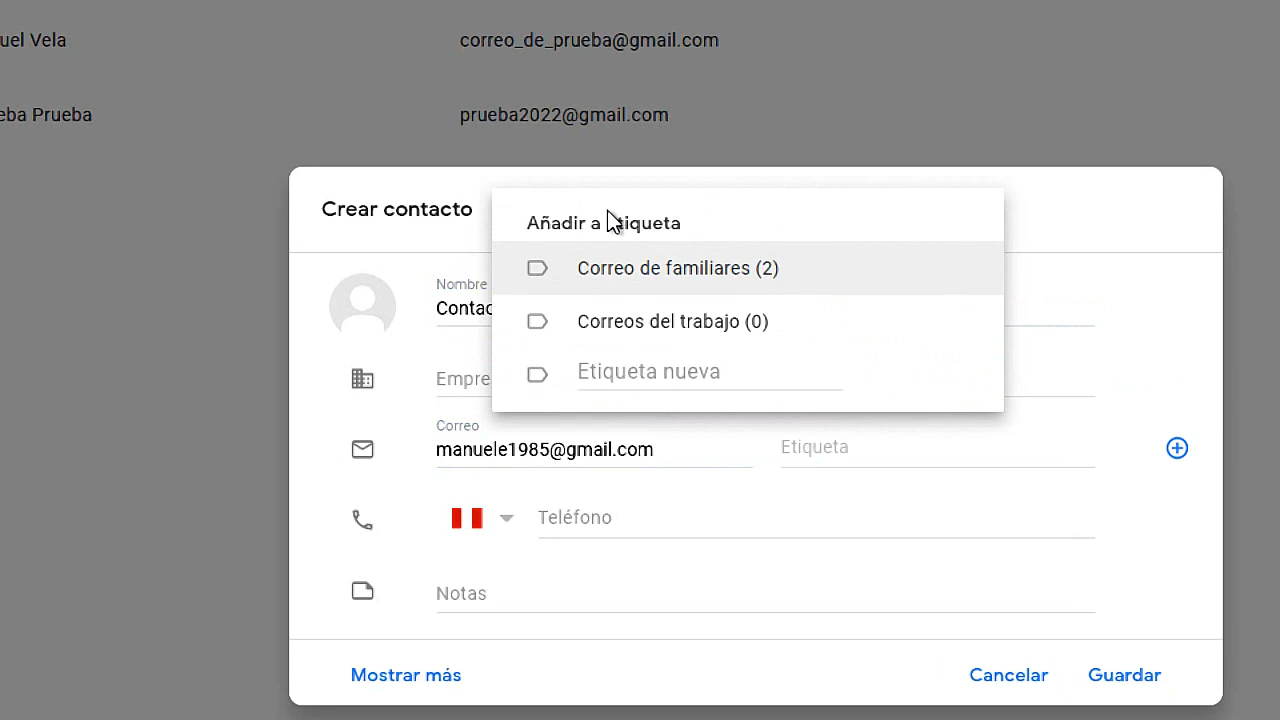 uel Vela correo_de_prueba@gmail.com
eba Prueba prueba2022@gmail.com
Crear contacto
Añadir a etiqueta
Correo de familiares (2)
Correos del trabajo (0)
Etiqueta nueva
Nombre
Contac
Empre
Correo
manuele1985@gmail.com Etiqueta
Teléfono
Notas
Mostrar más Cancelar Guardar